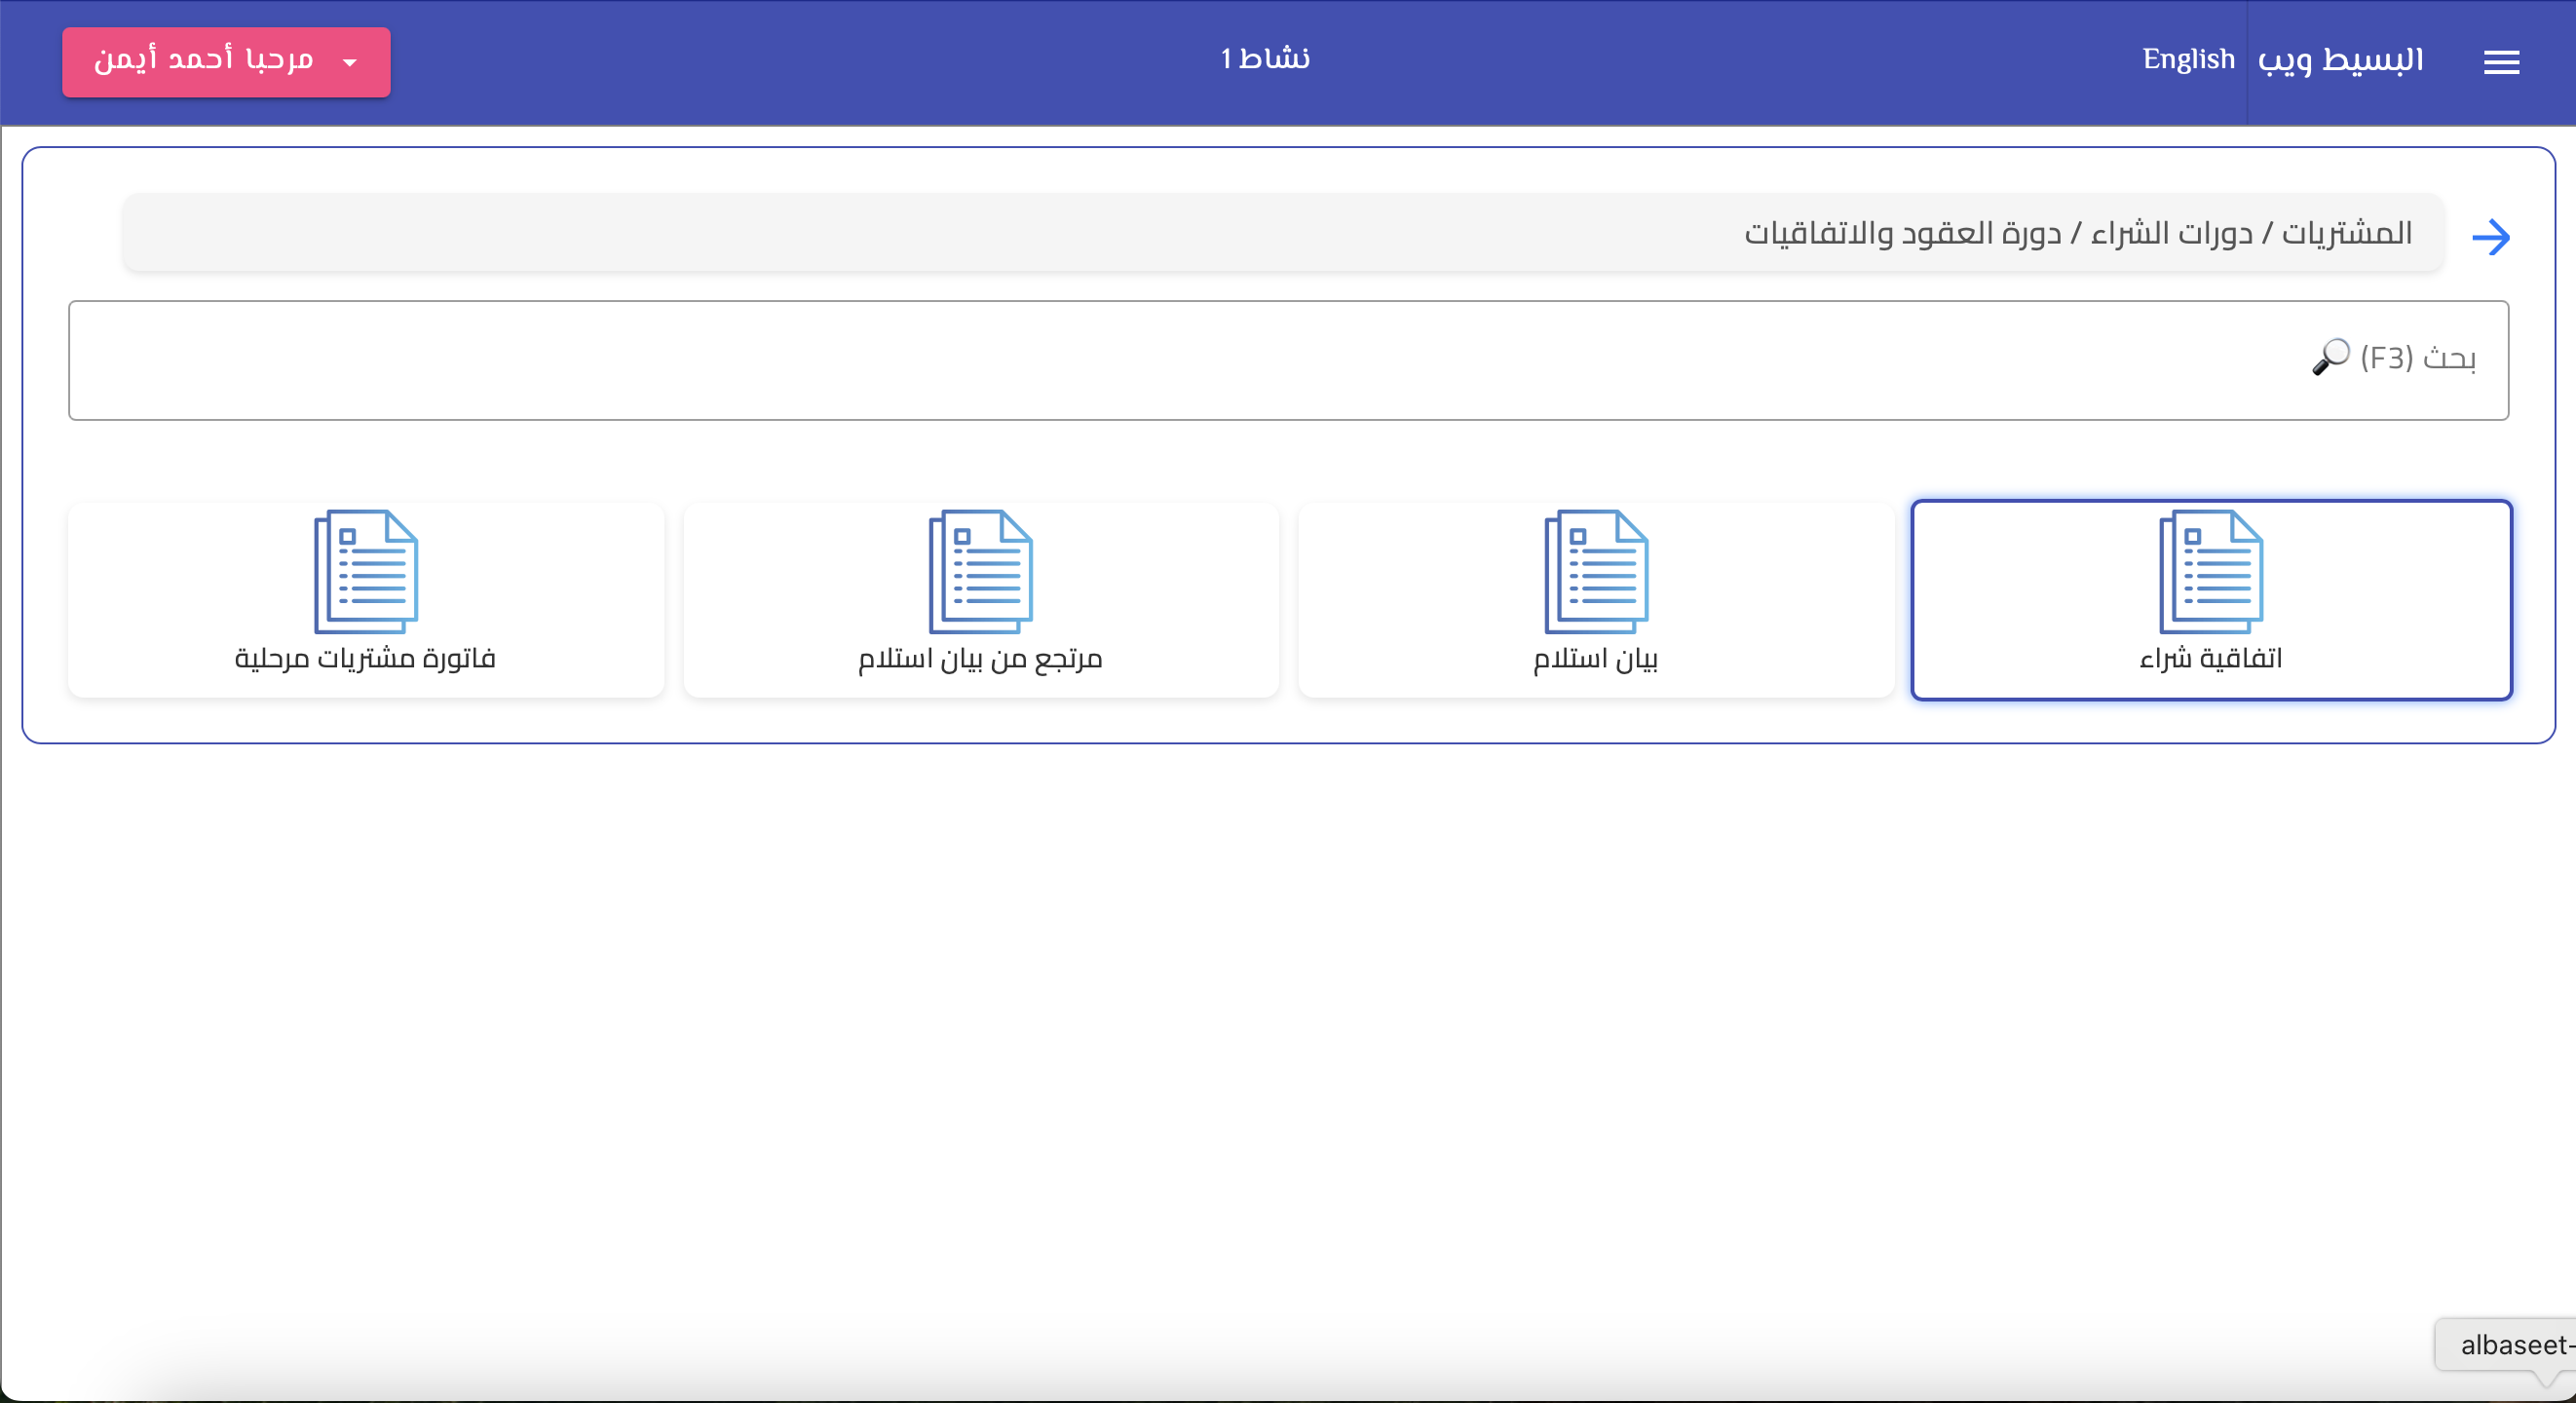 البسيط ويب
English
نشاط 1
مرحبا أحمد أيمن
المشتريات / دورات الشراء / دورة العقود والاتفاقيات
بحث (F3) 🔎
اتفاقية شراء
بيان استلام
مرتجع من بيان استلام
فاتورة مشتريات مرحلية
albaseet-